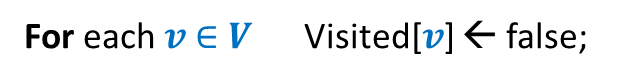 For each v ∈ V Visited[v] ← false;